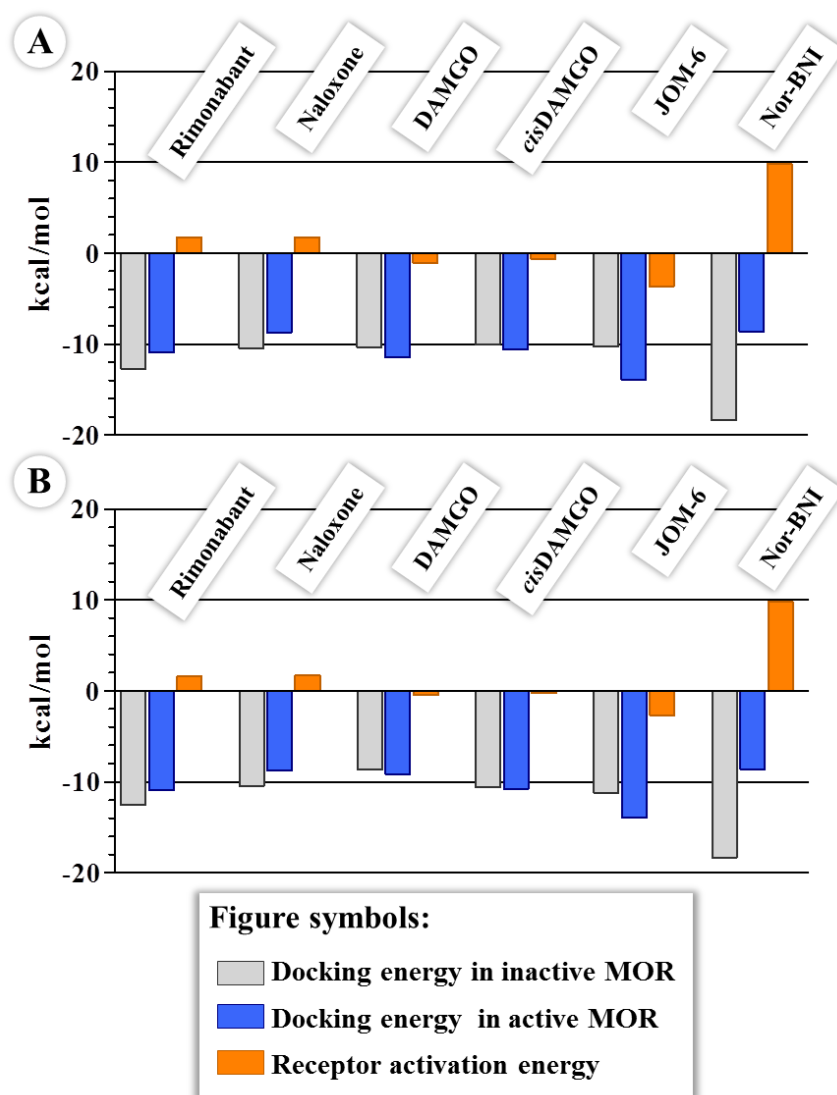 A
Rimonabant
Naloxone
DAMGO
cisDAMGO
JOM-6
Nor-BNI
kcal/mol
20
10
0
-10
-20
B
Rimonabant
Naloxone
DAMGO
cisDAMGO
JOM-6
Nor-BNI
kcal/mol
20
10
0
-10
-20
Figure symbols:
Docking energy in inactive MOR
Docking energy in active MOR
Receptor activation energy